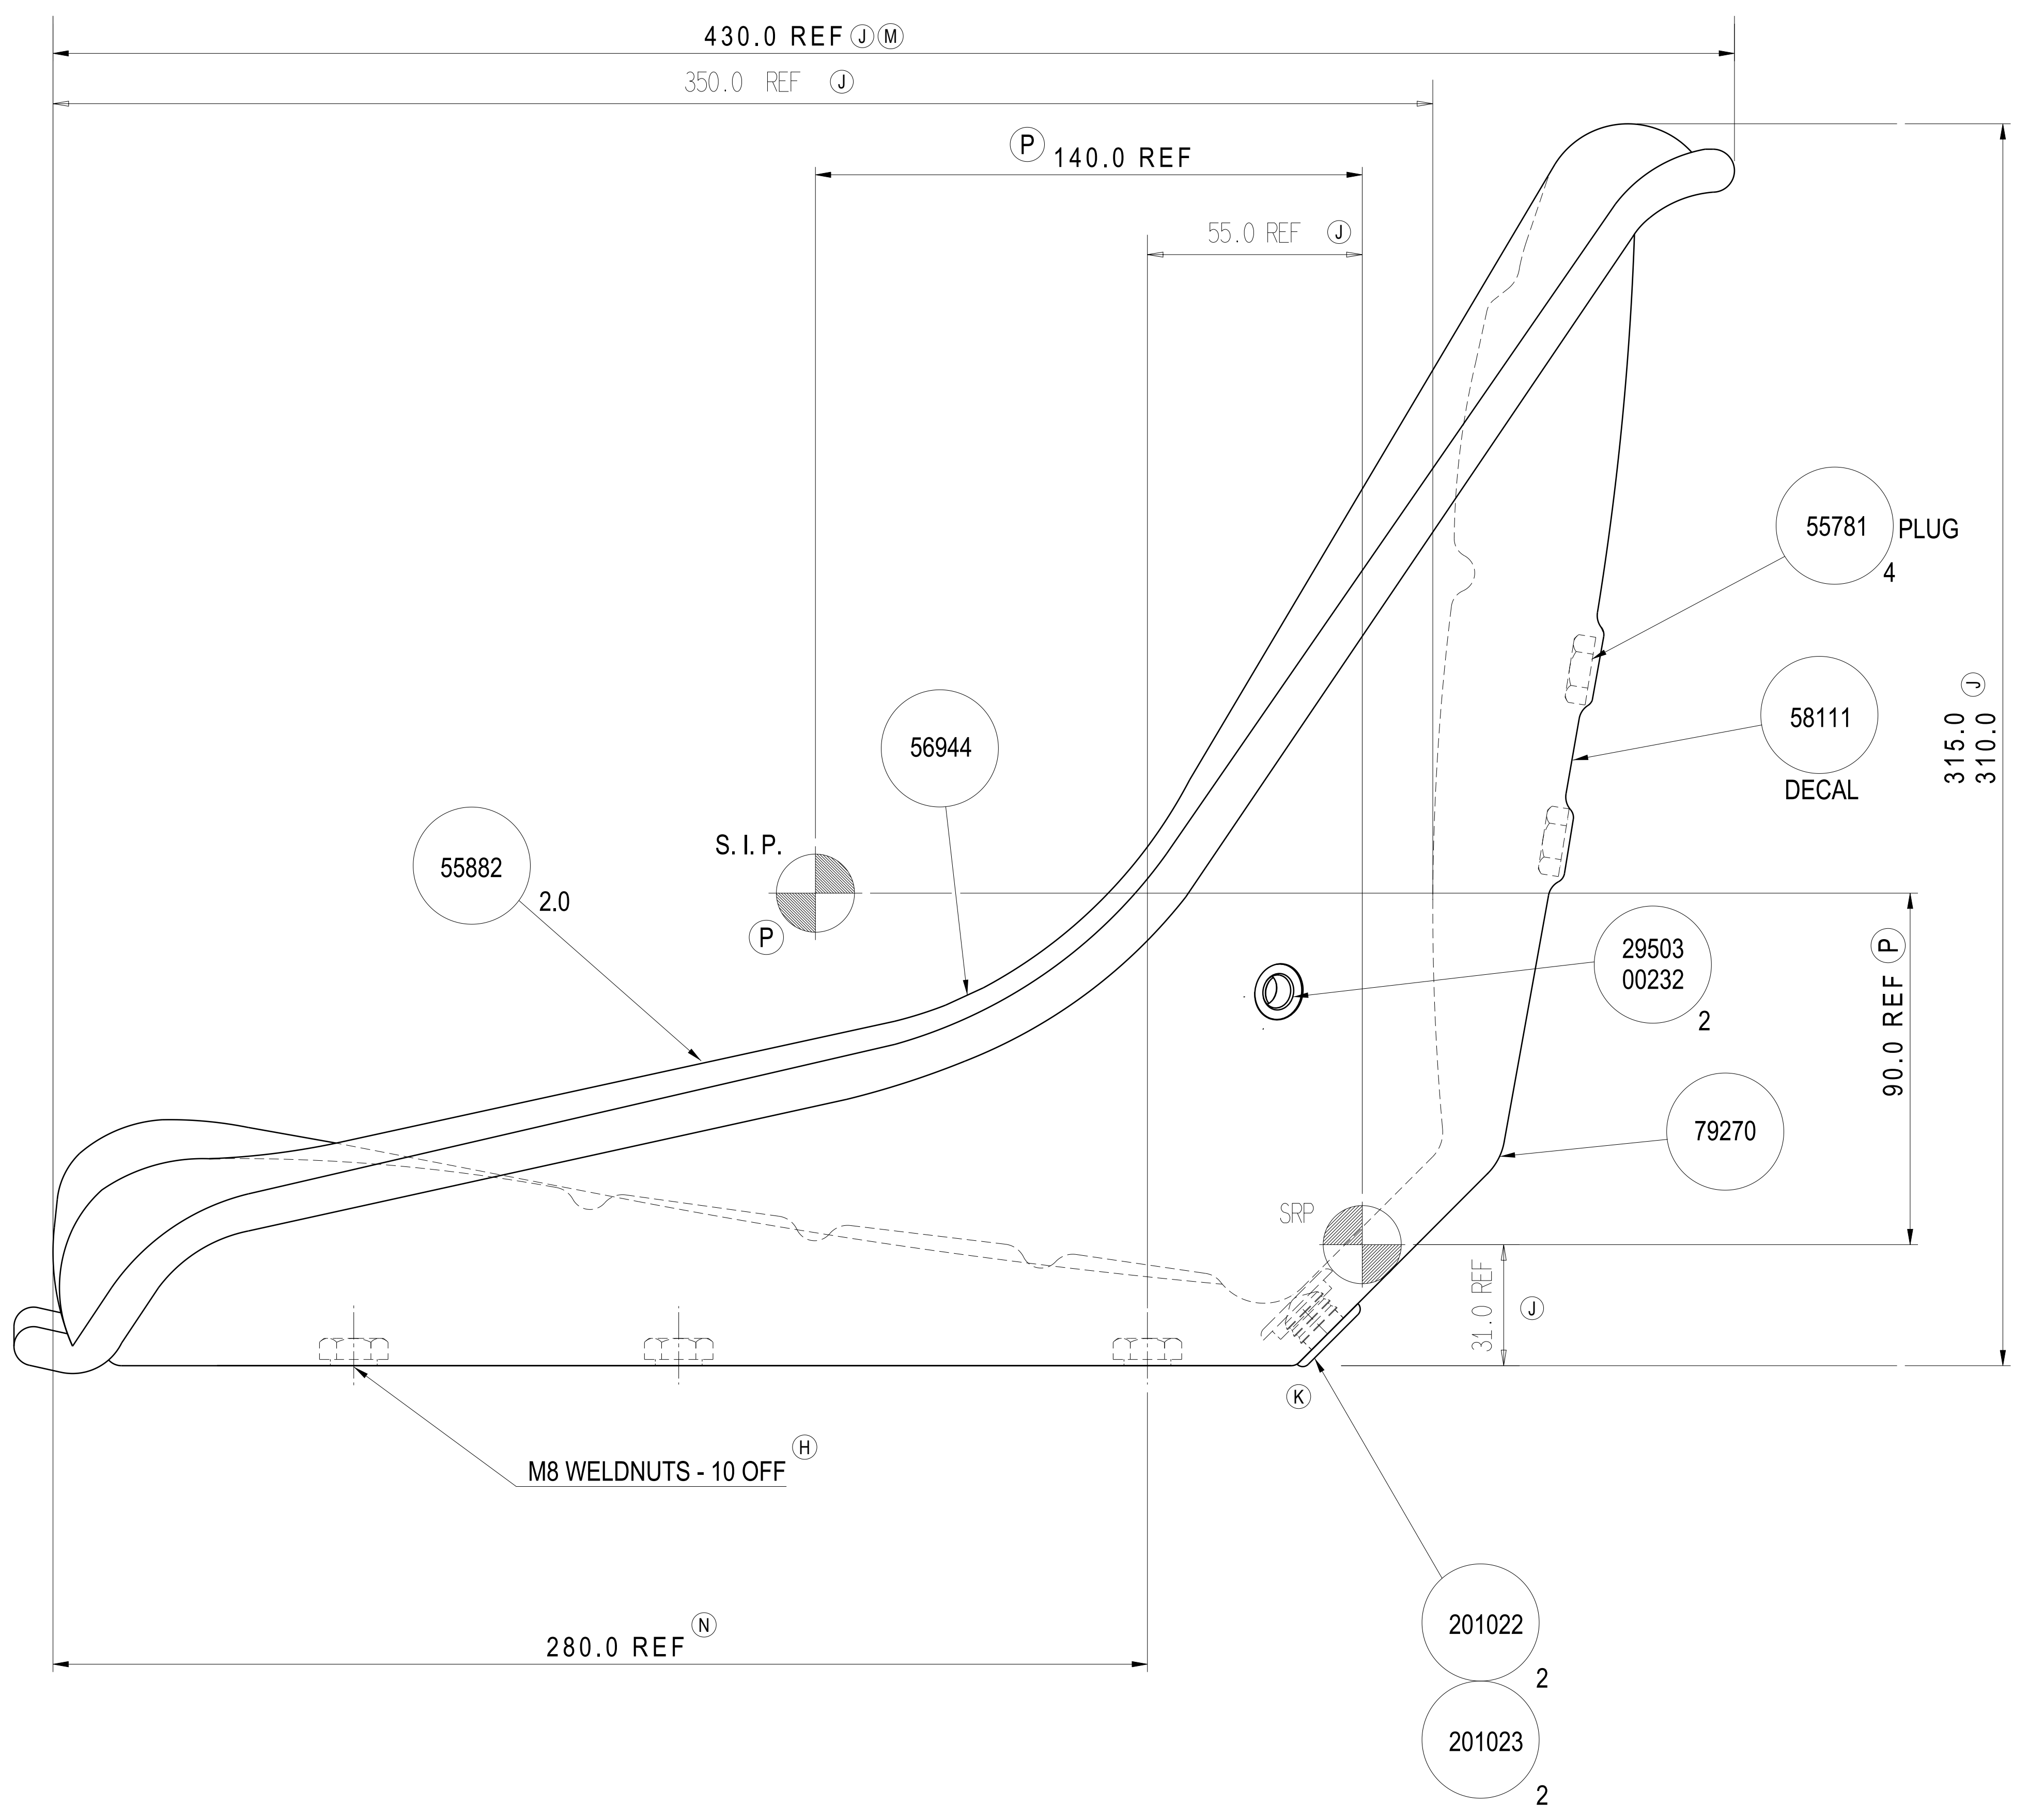 430.0 REF J M
350.0 REF J
P 140.0 REF
55.0 REF J
55781 PLUG
4
58111
DECAL
315.0 J
310.0
56944
55882
2.0
S. I. P.
P
29503
00232
2
90.0 REF P
79270
SRP
31.0 REF J
K
M8 WELDNUTS - 10 OFF H
280.0 REF N
201022
2
201023
2